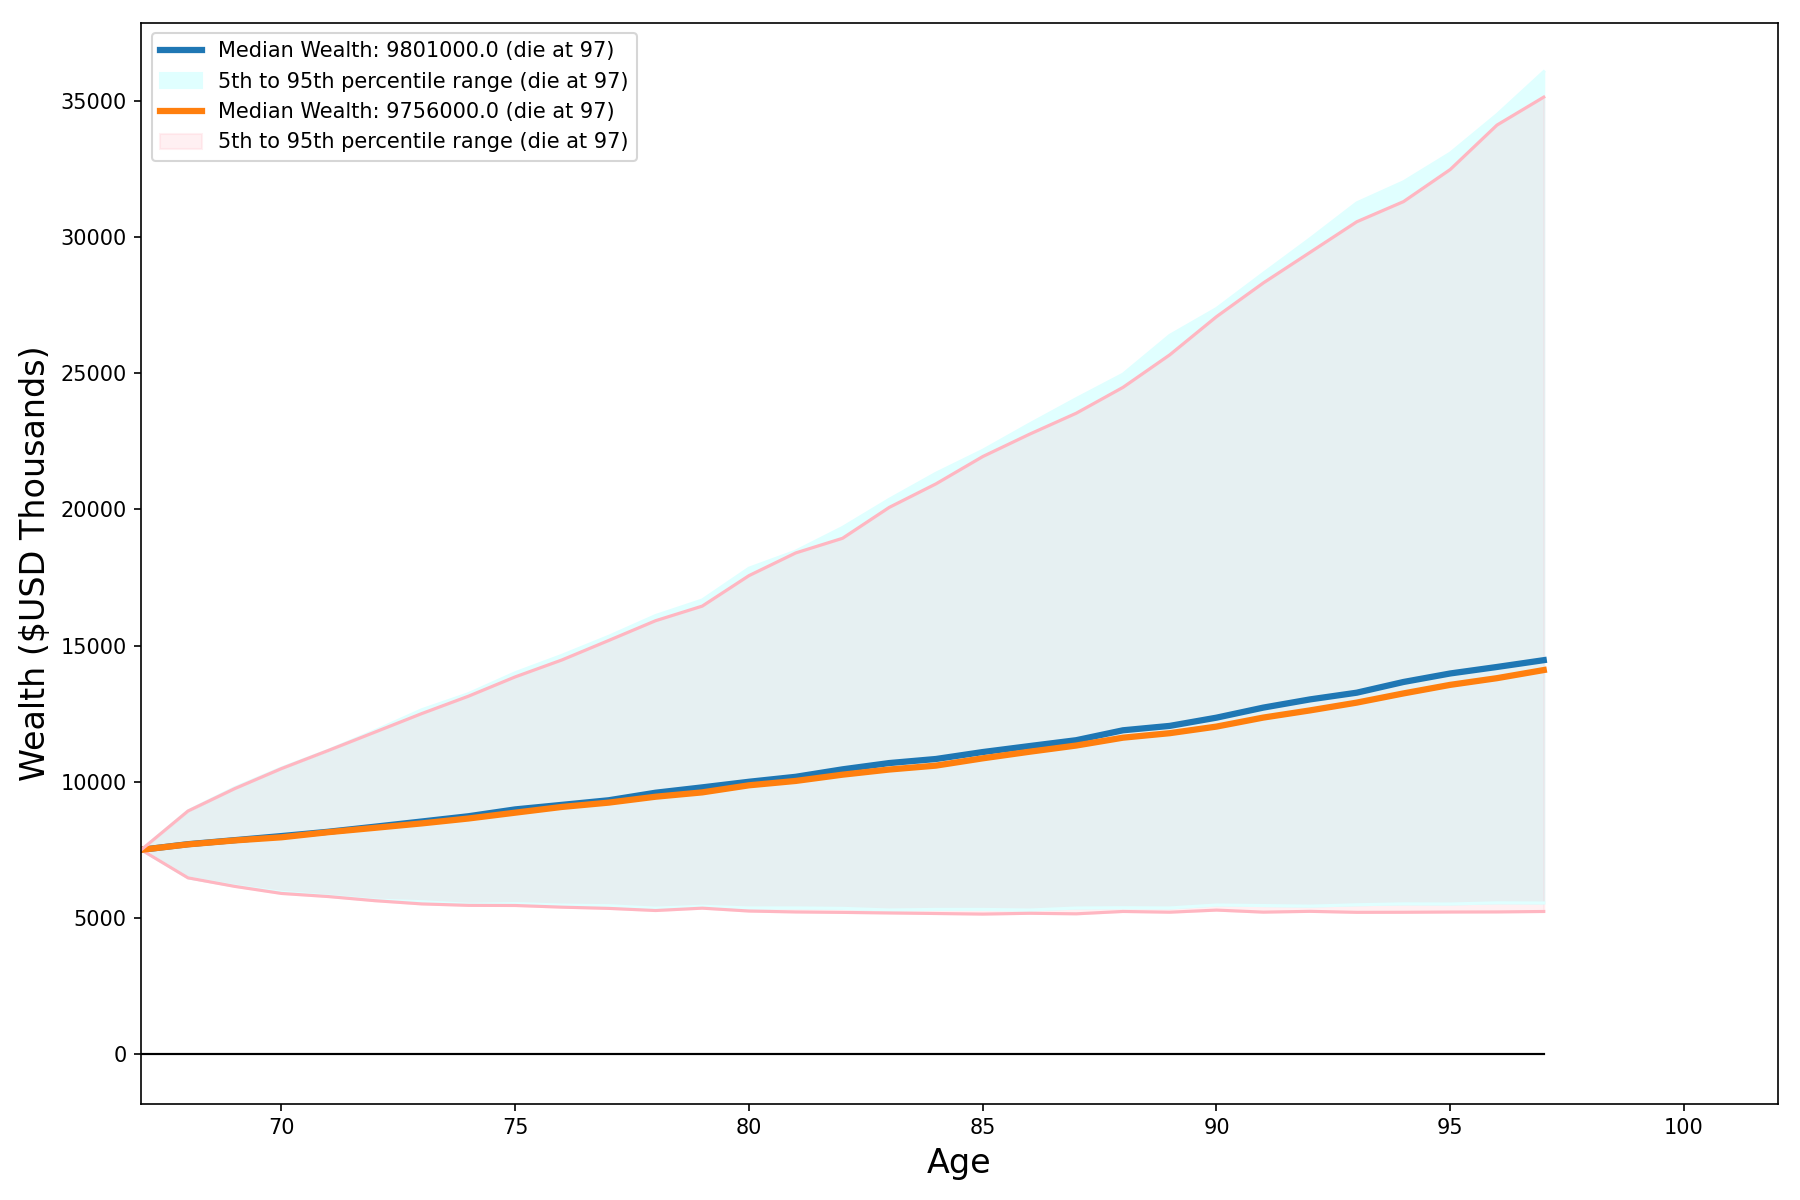 Median Wealth: 9801000.0 (die at 97)
5th to 95th percentile range (die at 97)
Median Wealth: 9756000.0 (die at 97)
5th to 95th percentile range (die at 97)
35000
30000
25000
20000
15000
10000
5000
0
Wealth ($USD Thousands)
70 75 80 85 90 95 100
Age